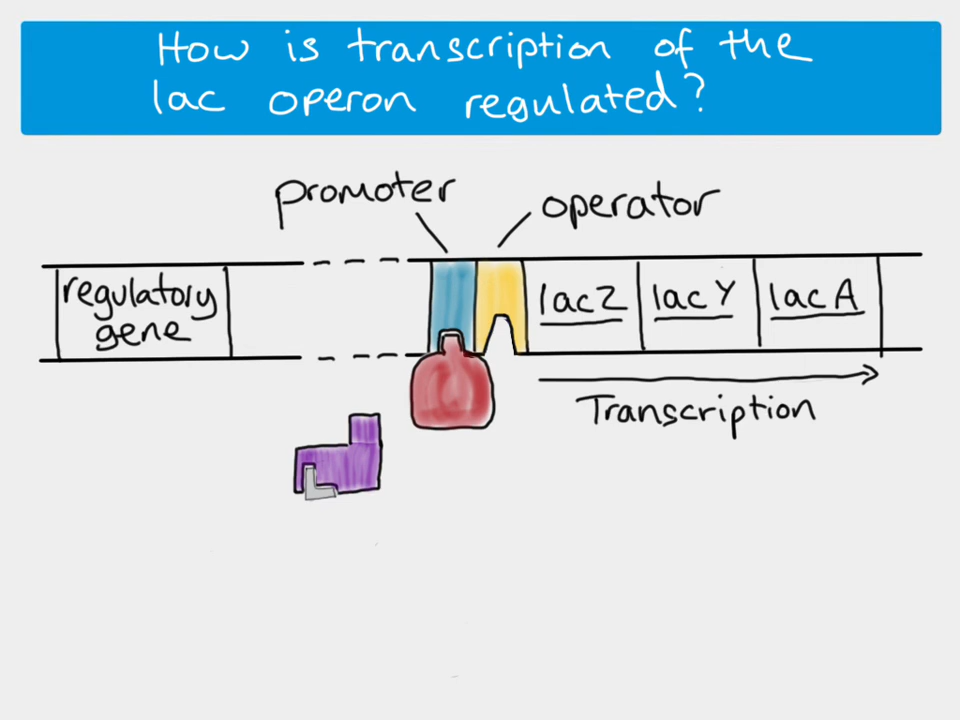 How is transcription of the
lac operon regulated?
promoter
operator
regulatory
gene
lacZ
lacY
lacA
Transcription